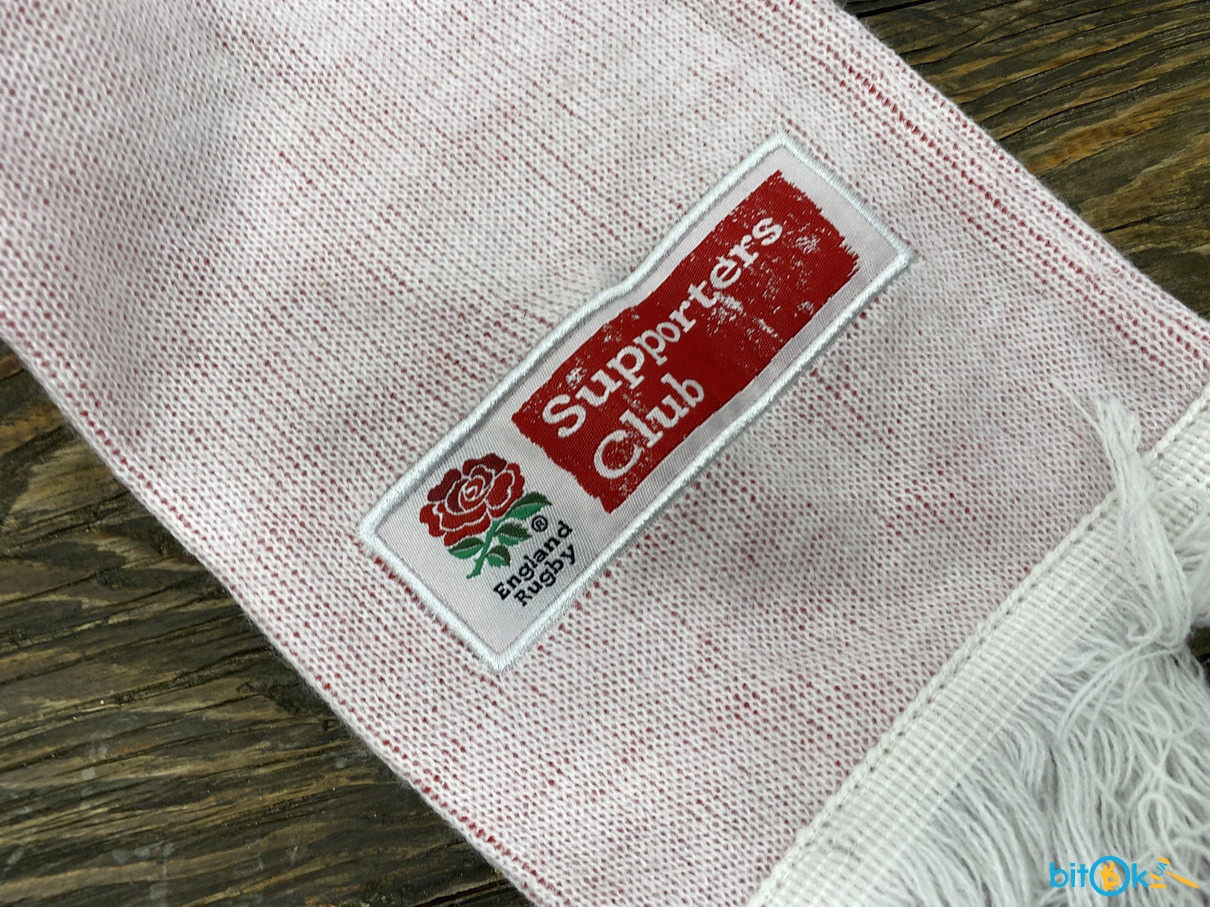 Supporters
Club
®
England
Rugby
bitOk